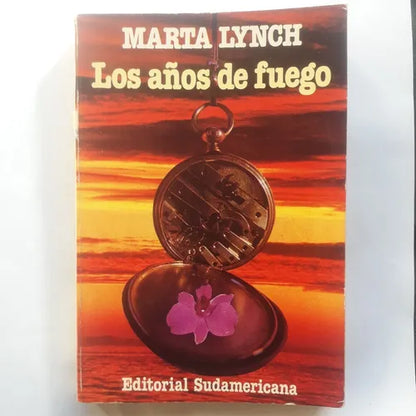 MARTA LYNCH
Los años de fuego
Editorial Sudamericana